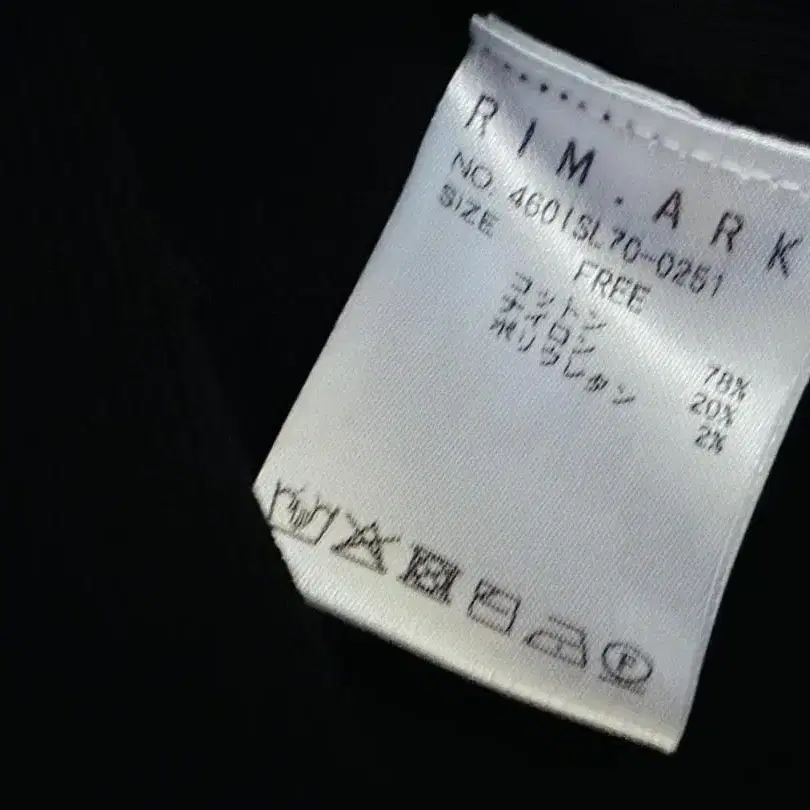 RIM.ARK
NO. 4601SL70-0251
SIZE FREE
コットン 78%
ナイロン 20%
ポリウレタン 2%